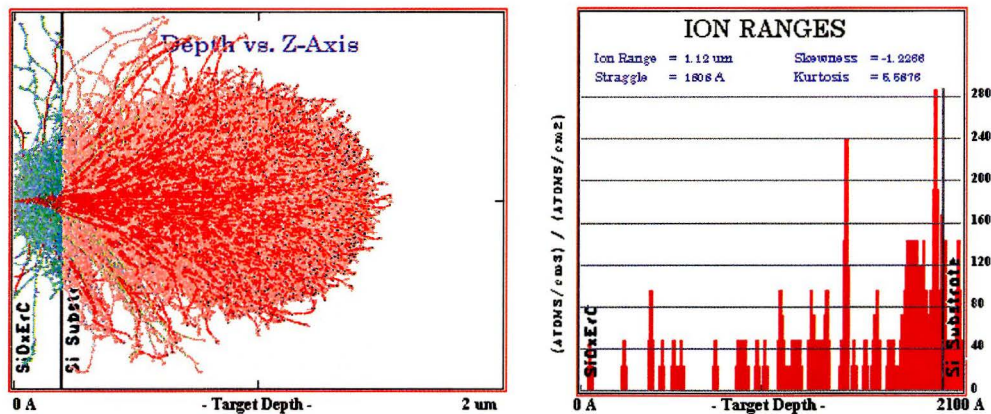 Depth vs. Z-Axis
SiOxErC
Si Substr
0 A
- Target Depth -
2 um
ION RANGES
Ion Range = 1.12 um
Skewness = -1.2266
Straggle = 1606 A
Kurtosis = 5.5676
(ATOMS/cm3) / (ATOMS/cm2)
280
240
200
160
120
80
40
0
SiOxErC
Si Substrate
0 A
- Target Depth -
2100 A